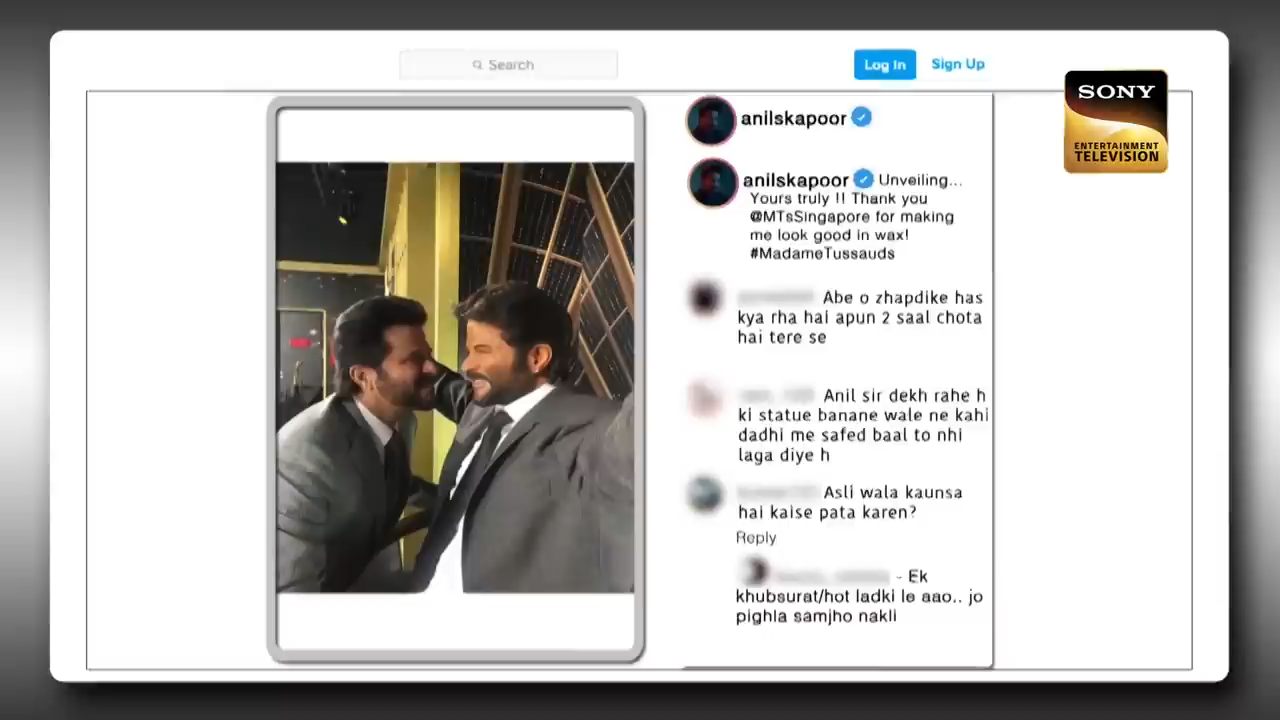 Search
Log In
Sign Up
SONY
ENTERTAINMENT
TELEVISION
anilskapoor
anilskapoor Unveiling...
Yours truly !! Thank you
@MTsSingapore for making
me look good in wax!
#MadameTussauds
Abe o zhapdike has
kya rha hai apun 2 saal chota
hai tere se
Anil sir dekh rahe h
ki statue banane wale ne kahi
dadhi me safed baal to nhi
laga diye h
Asli wala kaunsa
hai kaise pata karen?
Reply
- Ek
khubsurat/hot ladki le aao.. jo
pighla samjho nakli